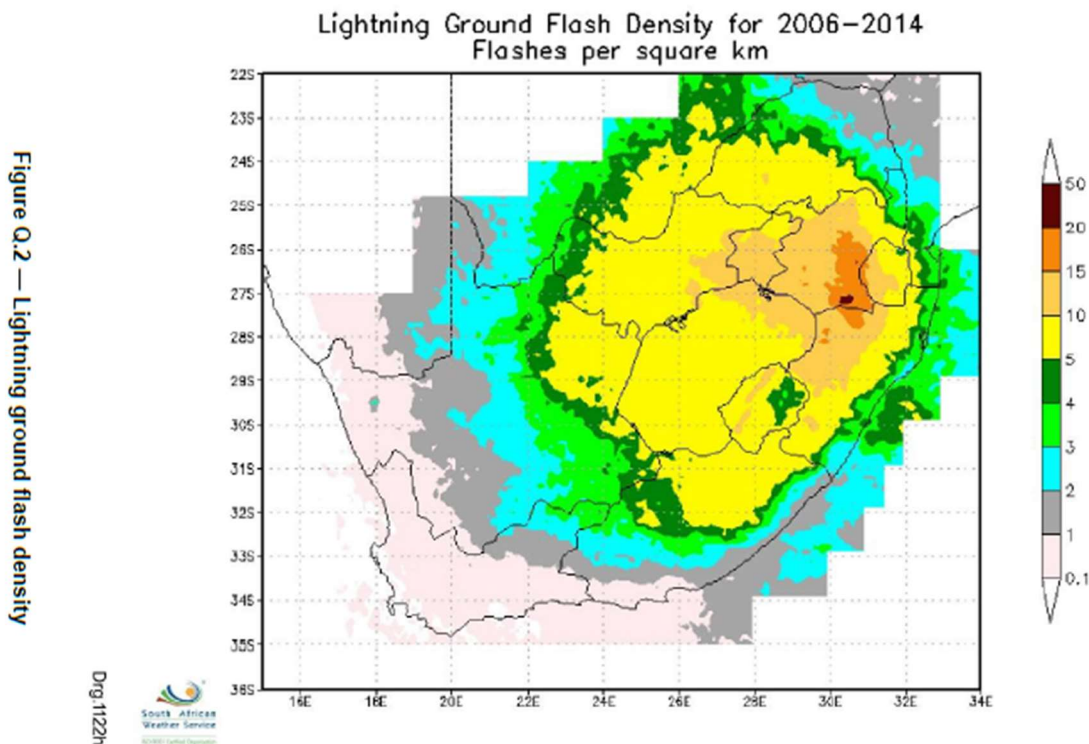 Lightning Ground Flash Density for 2006–2014
Flashes per square km
22S
23S
24S
25S
26S
27S
28S
29S
30S
31S
32S
33S
34S
35S
36S
16E
18E
20E
22E
24E
26E
28E
30E
32E
34E
50
20
15
10
5
4
3
2
1
0.1
Figure Q.2 — Lightning ground flash density
Drg.1122h
South African
Weather Service